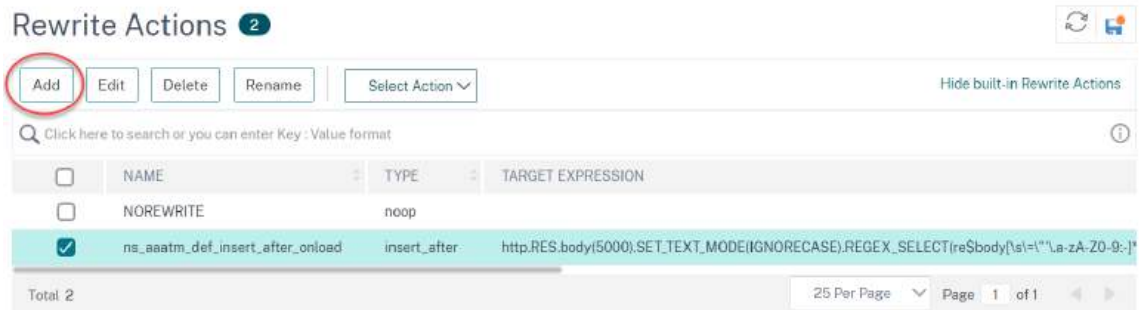 Rewrite Actions 2
Add Edit Delete Rename Select Action Hide built-in Rewrite Actions
Click here to search or you can enter Key : Value format
NAME TYPE TARGET EXPRESSION
NOREWRITE noop
ns_aaatm_def_insert_after_onload insert_after http.RES.body(5000).SET_TEXT_MODE(IGNORECASE).REGEX_SELECT(re$body[\s\=\"'\.a-zA-Z0-9:-]*
Total 2 25 Per Page Page 1 of 1